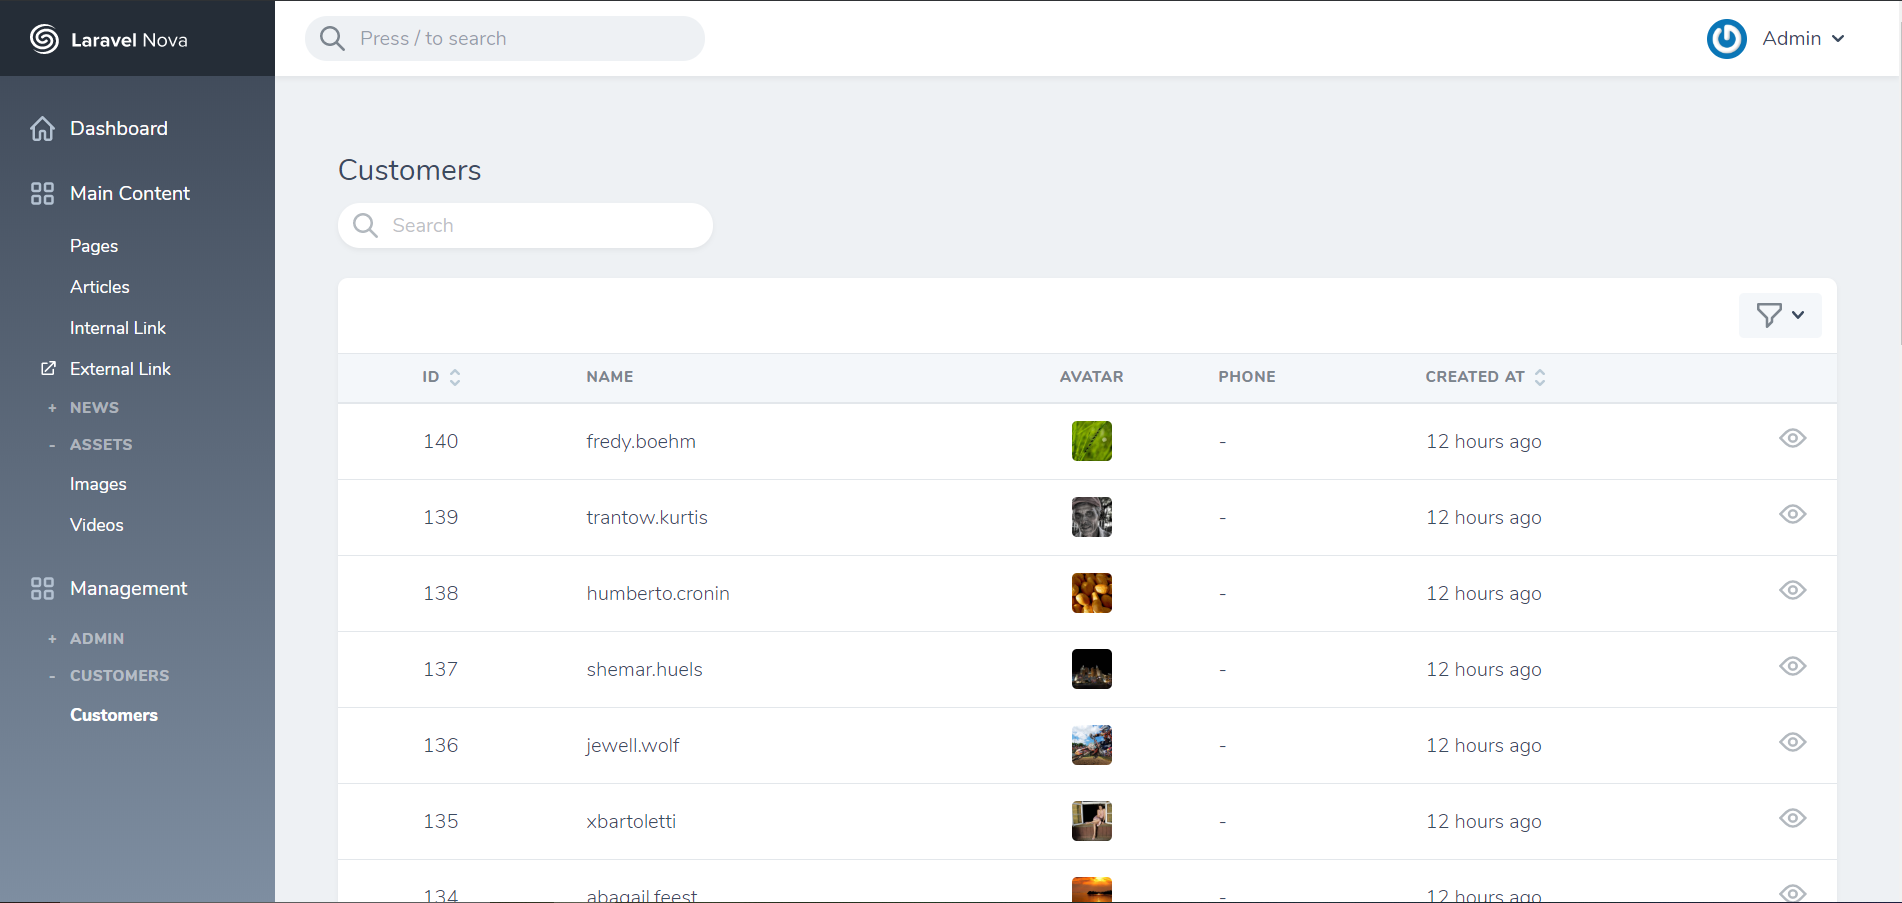 Laravel Nova
Press / to search
Admin
Dashboard
Main Content
Pages
Articles
Internal Link
External Link
+ NEWS
- ASSETS
Images
Videos
Management
+ ADMIN
- CUSTOMERS
Customers
Customers
Search
ID NAME AVATAR PHONE CREATED AT
140 fredy.boehm - 12 hours ago
139 trantow.kurtis - 12 hours ago
138 humberto.cronin - 12 hours ago
137 shemar.huels - 12 hours ago
136 jewell.wolf - 12 hours ago
135 xbartoletti - 12 hours ago
134 abagail.feest - 12 hours ago